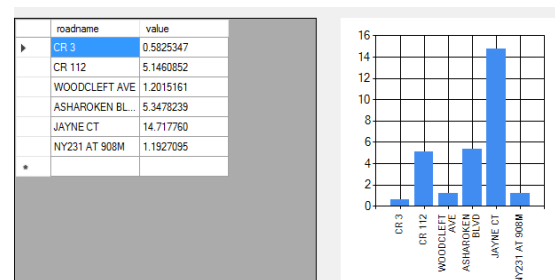 roadname value
CR 3 0.5825347
CR 112 5.1460852
WOODCLEFT AVE 1.2015161
ASHAROKEN BL... 5.3478239
JAYNE CT 14.717760
NY231 AT 908M 1.1927095
16
14
12
10
8
6
4
2
0
CR 3
CR 112
WOODCLEFT
AVE
ASHAROKEN
BLVD
JAYNE CT
NY231 AT 908M